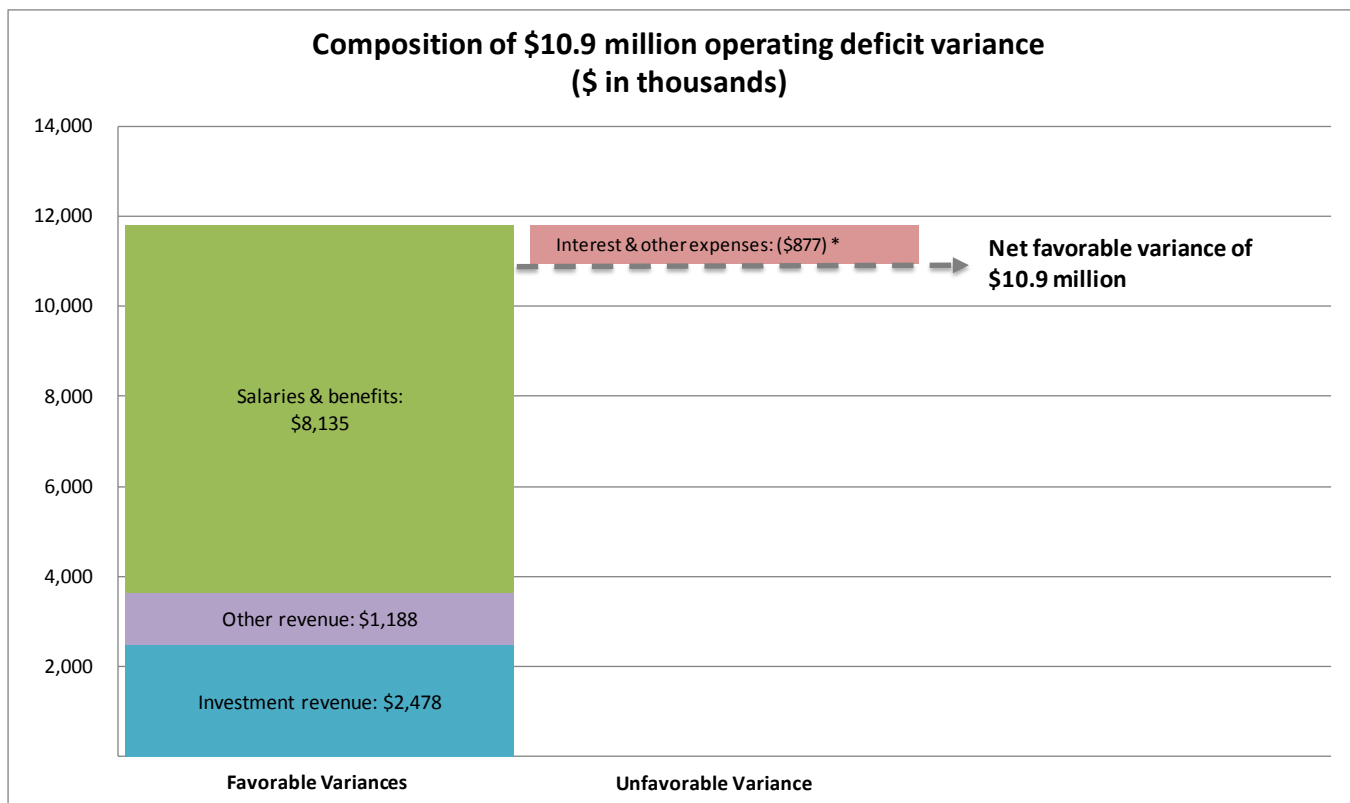 Composition of $10.9 million operating deficit variance
($ in thousands)
14,000
12,000
10,000
8,000
6,000
4,000
2,000
Interest & other expenses: ($877) *
Net favorable variance of
$10.9 million
Salaries & benefits:
$8,135
Other revenue: $1,188
Investment revenue: $2,478
Favorable Variances
Unfavorable Variance